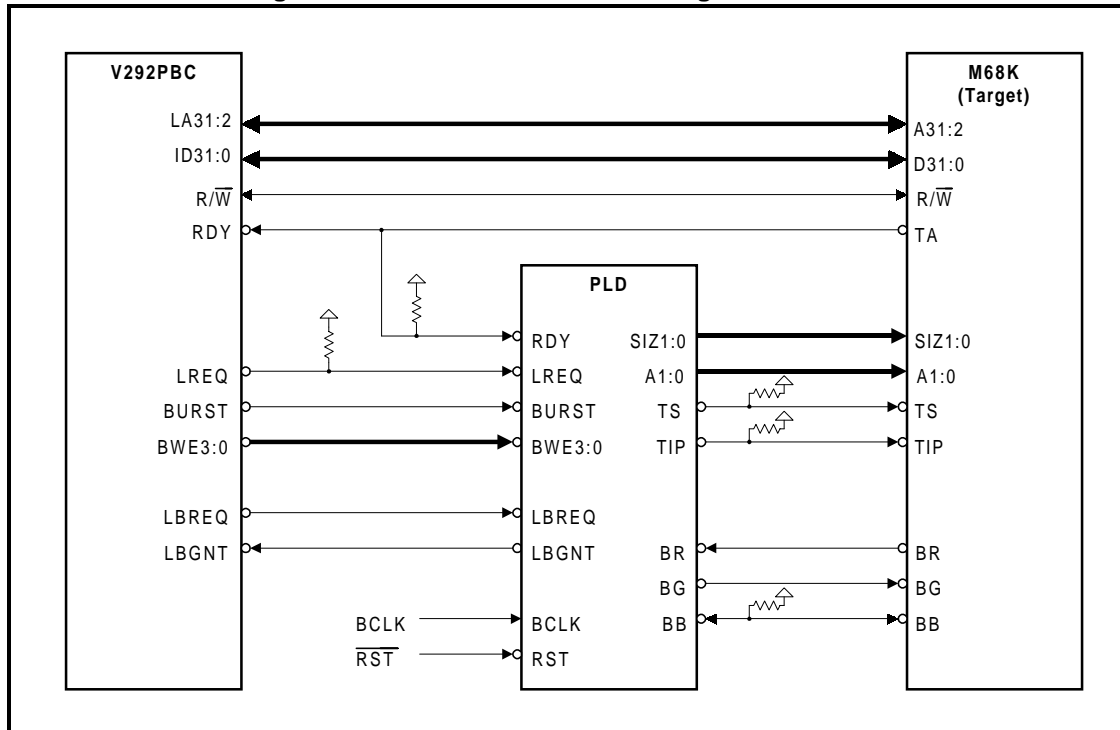 V292PBC
LA31:2
ID31:0
R/W̅
RDY
LREQ
BURST
BWE3:0
LBREQ
LBGNT
BCLK
R̅S̅T̅
PLD
RDY
LREQ
BURST
BWE3:0
LBREQ
LBGNT
BCLK
RST
SIZ1:0
A1:0
TS
TIP
BR
BG
BB
M68K
(Target)
A31:2
D31:0
R/W̅
TA
SIZ1:0
A1:0
TS
TIP
BR
BG
BB